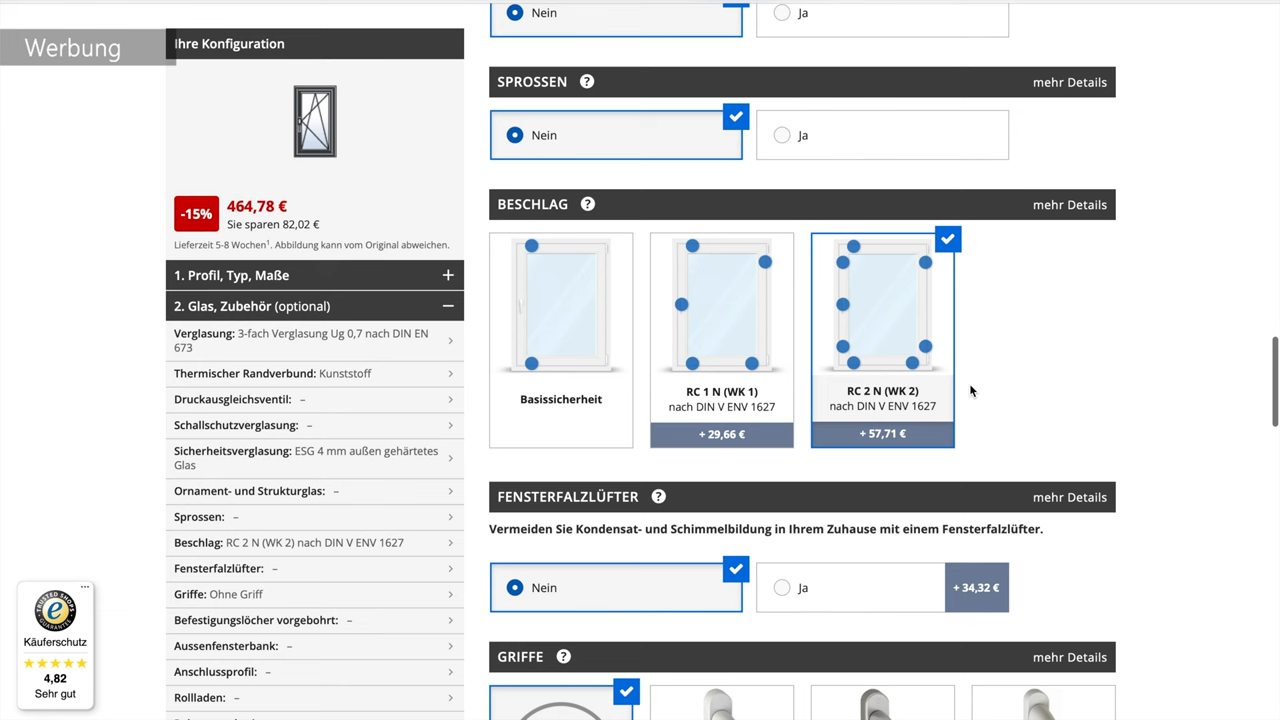 Werbung
Ihre Konfiguration
-15%
464,78 €
Sie sparen 82,02 €
Lieferzeit 5-8 Wochen¹. Abbildung kann vom Original abweichen.
1. Profil, Typ, Maße
2. Glas, Zubehör (optional)
Verglasung: 3-fach Verglasung Ug 0,7 nach DIN EN
673
Thermischer Randverbund: Kunststoff
Druckausgleichsventil: –
Schallschutzverglasung: –
Sicherheitsverglasung: ESG 4 mm außen gehärtetes
Glas
Ornament- und Strukturglas: –
Sprossen: –
Beschlag: RC 2 N (WK 2) nach DIN V ENV 1627
Fensterfalzlüfter: –
Griffe: Ohne Griff
Befestigungslöcher vorgebohrt: –
Aussenfensterbank: –
Anschlussprofil: –
Rollladen: –
TRUSTED SHOPS
GUARANTEE
Käuferschutz
4,82
Sehr gut
Nein
Ja
SPROSSEN ?
mehr Details
Nein
Ja
BESCHLAG ?
mehr Details
Basissicherheit
RC 1 N (WK 1)
nach DIN V ENV 1627
+ 29,66 €
RC 2 N (WK 2)
nach DIN V ENV 1627
+ 57,71 €
FENSTERFALZLÜFTER ?
mehr Details
Vermeiden Sie Kondensat- und Schimmelbildung in Ihrem Zuhause mit einem Fensterfalzlüfter.
Nein
Ja
+ 34,32 €
GRIFFE ?
mehr Details